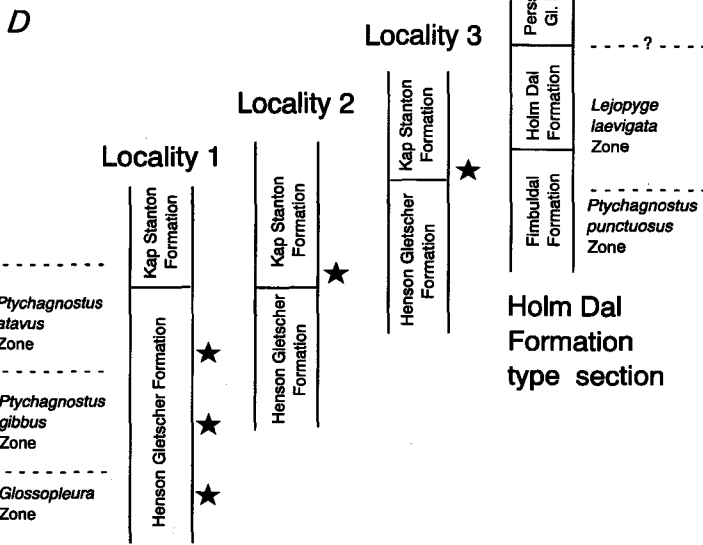 D
Locality 1
Kap Stanton
Formation
Henson Gletscher Formation
Ptychagnostus
atavus
Zone
Ptychagnostus
gibbus
Zone
Glossopleura
Zone
Locality 2
Kap Stanton
Formation
Henson Gletscher
Formation
Locality 3
Kap Stanton
Formation
Henson Gletscher
Formation
Gl.
Holm Dal
Formation
Fimbuldal
Formation
?
Lejopyge
laevigata
Zone
Ptychagnostus
punctuosus
Zone
Holm Dal
Formation
type section